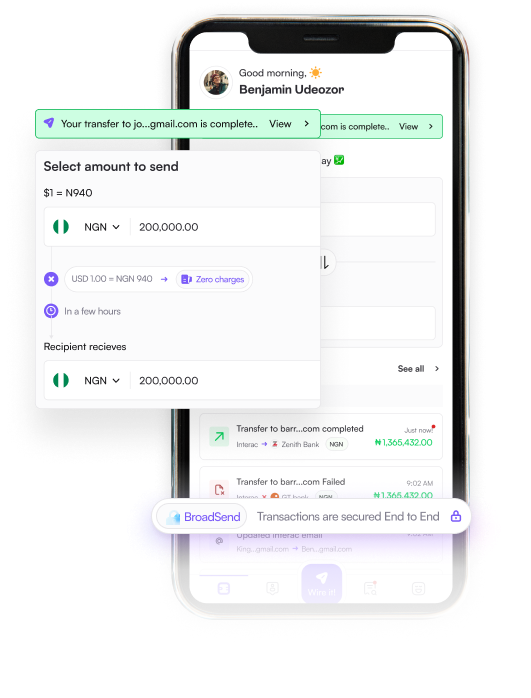 Good morning,
Benjamin Udeozor
Your transfer to jo...gmail.com is complete.. View
com is complete.. View
ay
Select amount to send
$1 = N940
NGN 200,000.00
USD 1.00 = NGN 940 → Zero charges
In a few hours
Recipient recieves
NGN 200,000.00
See all
Transfer to barr...com completed Just now!
Interac → Zenith Bank NGN ₦1,365,432.00
Transfer to barr...com Failed 9:02 AM
Interac GT bank NGN ₦1,365,432.00
BroadSend Transactions are secured End to End
Updated Interac email 9:02 AM
King...gmail.com → Ben...gmail.com
Wire it!